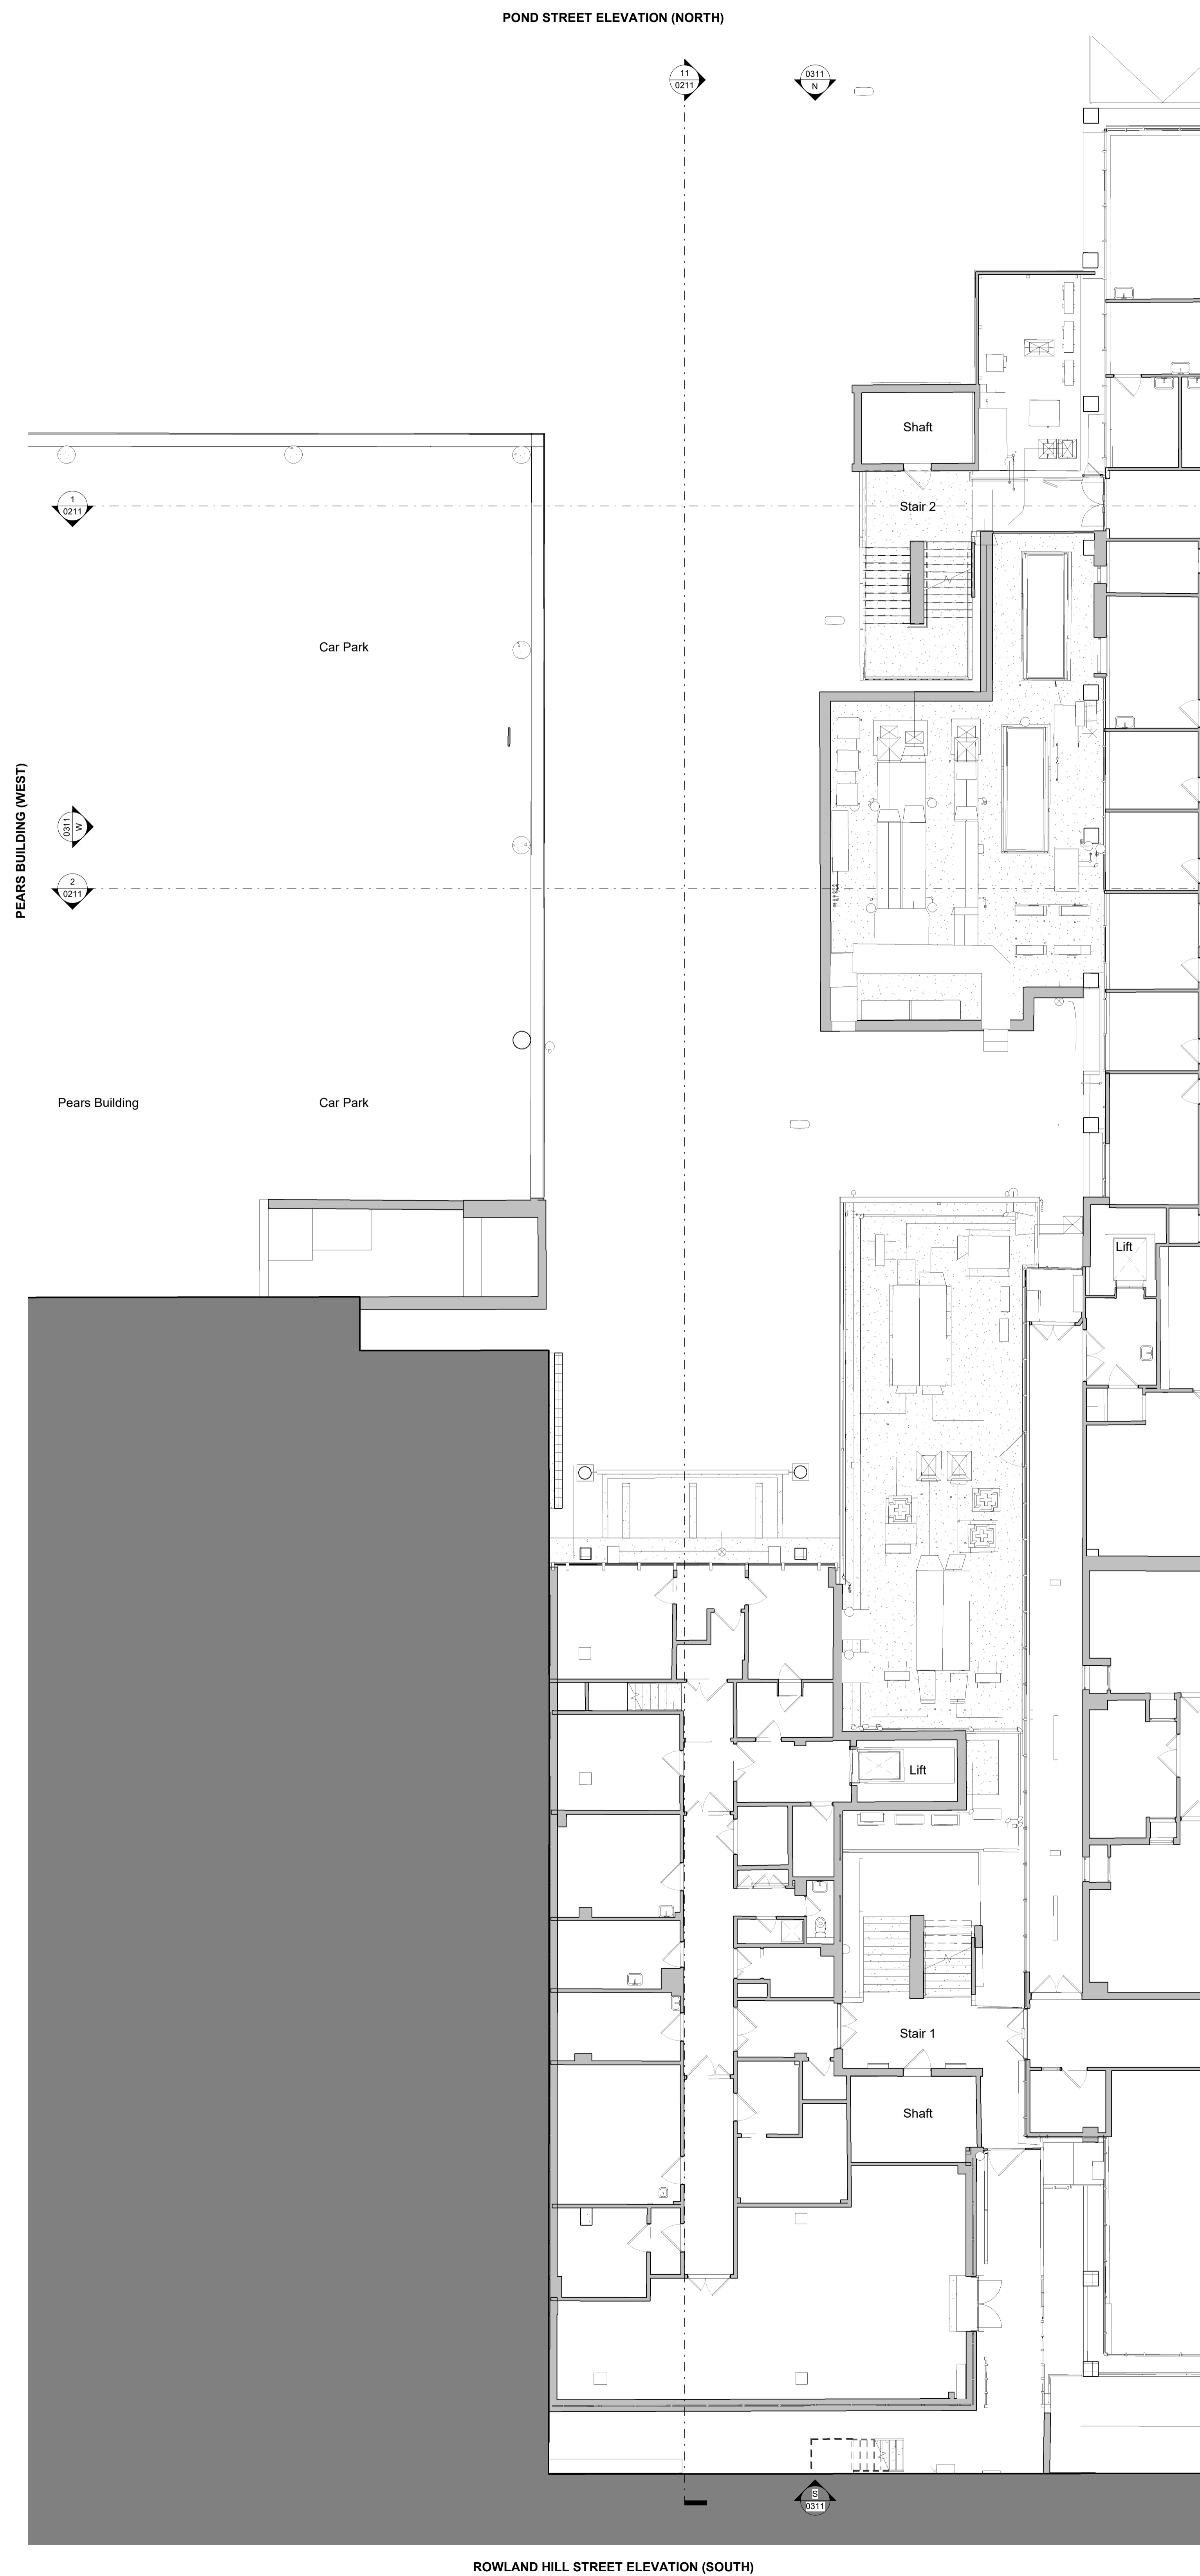 POND STREET ELEVATION (NORTH)
11
0211
0311
N
Shaft
1
0211
Stair 2
Car Park
PEARS BUILDING (WEST)
0311
W
2
0211
Pears Building
Car Park
Lift
Lift
Stair 1
Shaft
S
0311
ROWLAND HILL STREET ELEVATION (SOUTH)